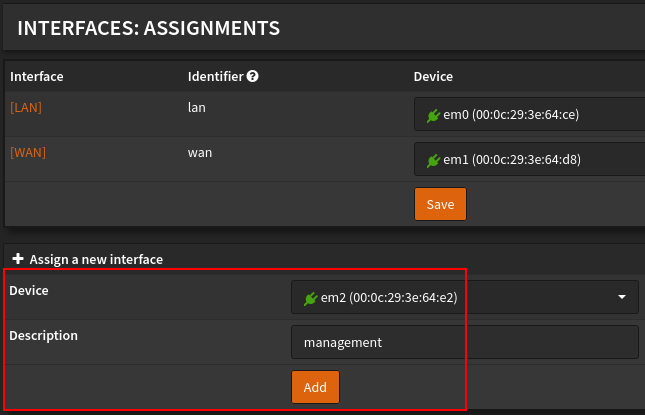 INTERFACES: ASSIGNMENTS
Interface Identifier Device
[LAN] lan em0 (00:0c:29:3e:64:ce)
[WAN] wan em1 (00:0c:29:3e:64:d8)
Save
Assign a new interface
Device em2 (00:0c:29:3e:64:e2)
Description management
Add